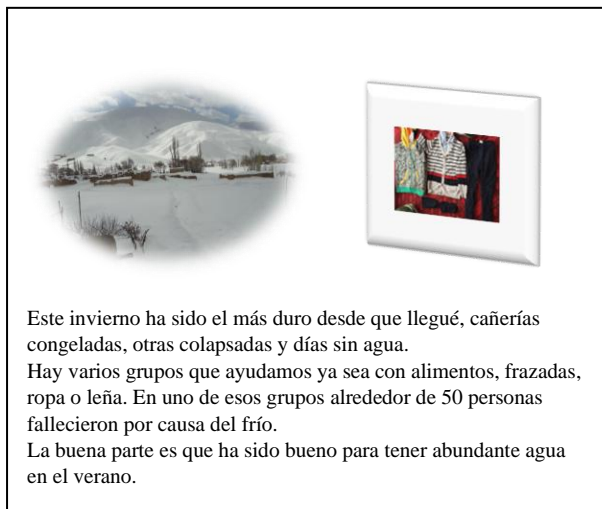 Este invierno ha sido el más duro desde que llegué, cañerías
congeladas, otras colapsadas y días sin agua.
Hay varios grupos que ayudamos ya sea con alimentos, frazadas,
ropa o leña. En uno de esos grupos alrededor de 50 personas
fallecieron por causa del frío.
La buena parte es que ha sido bueno para tener abundante agua
en el verano.